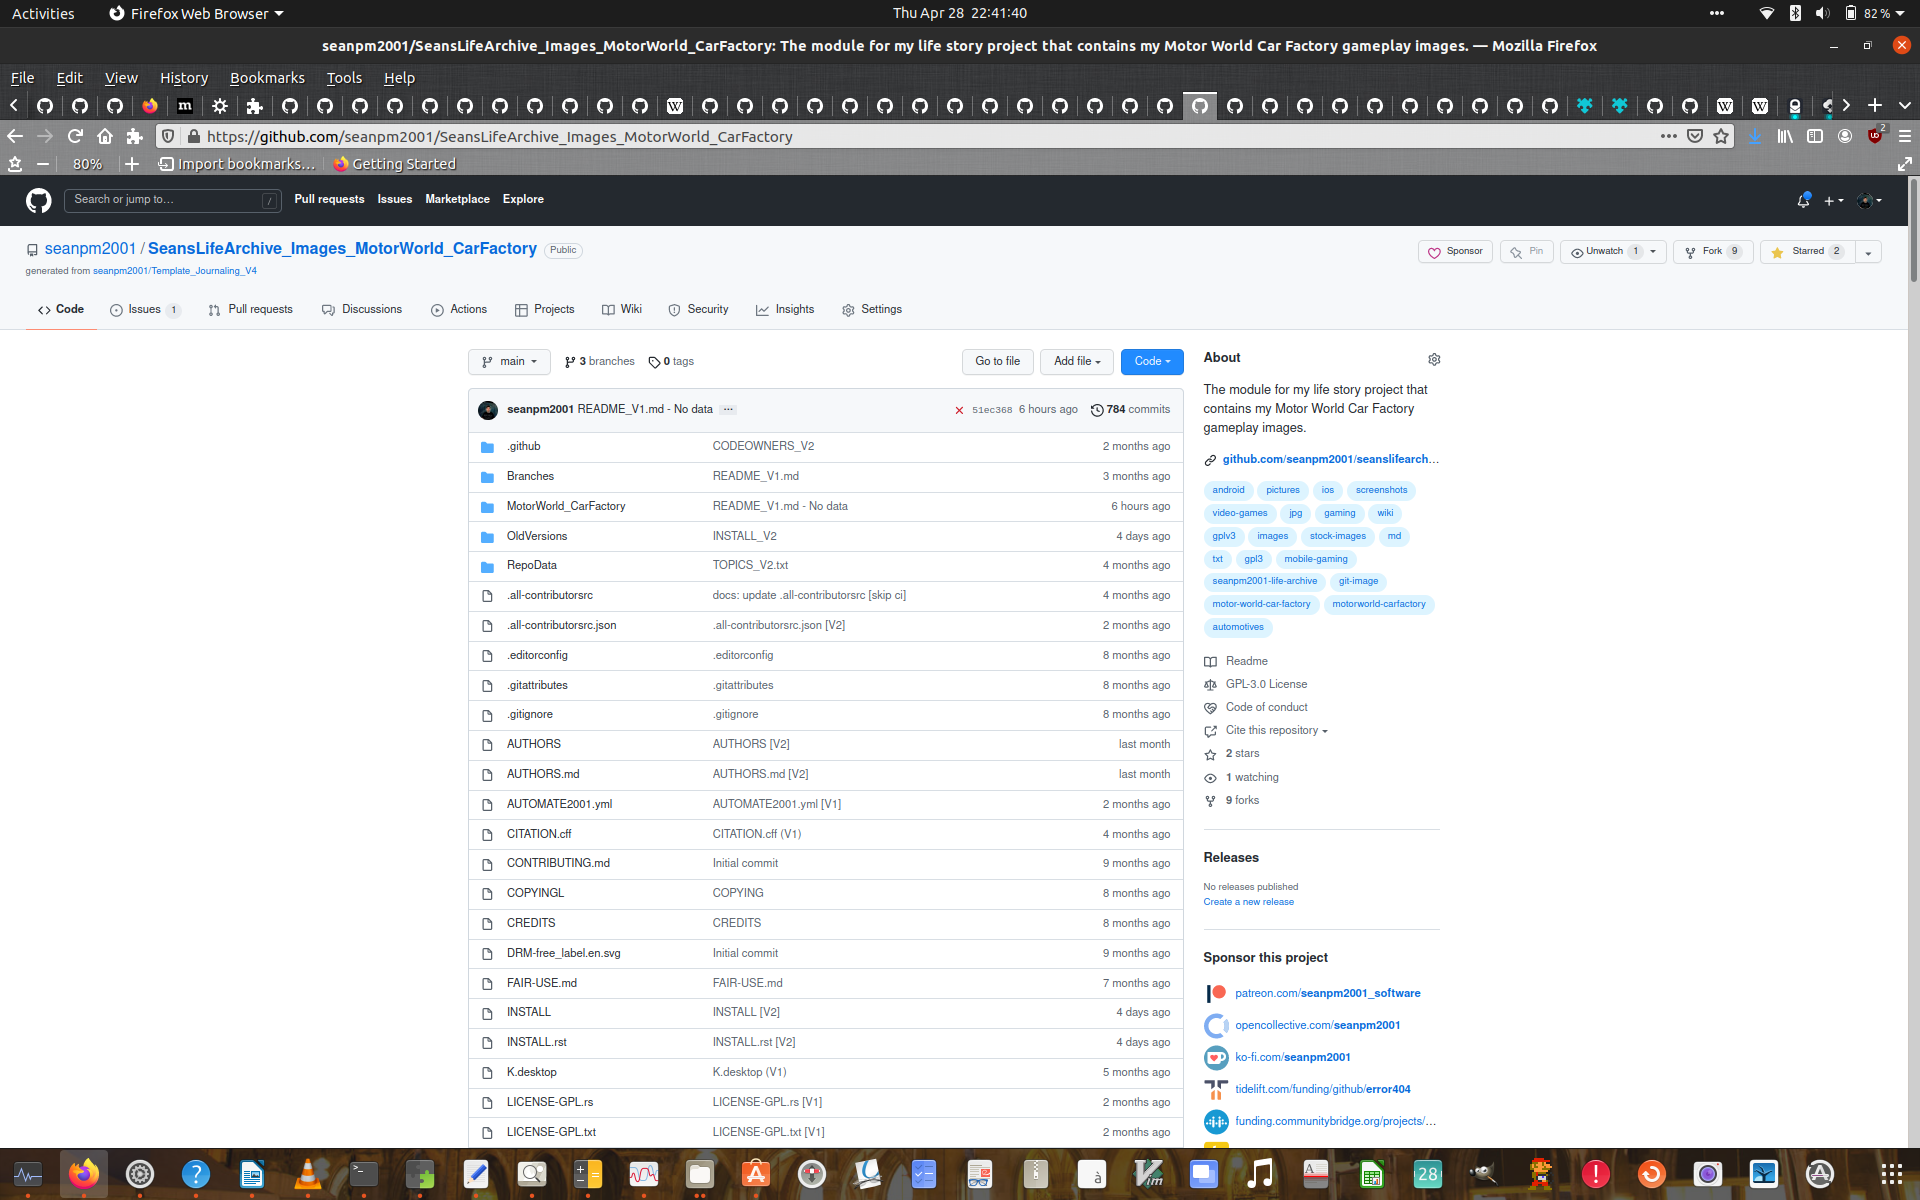 Activities
Firefox Web Browser
Thu Apr 28 22:41:40
82 %
seanpm2001/SeansLifeArchive_Images_MotorWorld_CarFactory: The module for my life story project that contains my Motor World Car Factory gameplay images. — Mozilla Firefox
File Edit View History Bookmarks Tools Help
https://github.com/seanpm2001/SeansLifeArchive_Images_MotorWorld_CarFactory
2
80%
Import bookmarks...
Getting Started
Search or jump to...
/
Pull requests Issues Marketplace Explore
seanpm2001 / SeansLifeArchive_Images_MotorWorld_CarFactory Public
generated from seanpm2001/Template_Journaling_V4
Sponsor
Pin
Unwatch 1
Fork 9
Starred 2
Code
Issues 1
Pull requests
Discussions
Actions
Projects
Wiki
Security
Insights
Settings
main
3 branches
0 tags
Go to file
Add file
Code
seanpm2001 README_V1.md - No data ... 51ec368 6 hours ago 784 commits
.github CODEOWNERS_V2 2 months ago
Branches README_V1.md 3 months ago
MotorWorld_CarFactory README_V1.md - No data 6 hours ago
OldVersions INSTALL_V2 4 days ago
RepoData TOPICS_V2.txt 4 months ago
.all-contributorsrc docs: update .all-contributorsrc [skip ci] 4 months ago
.all-contributorsrc.json .all-contributorsrc.json [V2] 2 months ago
.editorconfig .editorconfig 8 months ago
.gitattributes .gitattributes 8 months ago
.gitignore .gitignore 8 months ago
AUTHORS AUTHORS [V2] last month
AUTHORS.md AUTHORS.md [V2] last month
AUTOMATE2001.yml AUTOMATE2001.yml [V1] 2 months ago
CITATION.cff CITATION.cff (V1) 4 months ago
CONTRIBUTING.md Initial commit 9 months ago
COPYINGL COPYING 8 months ago
CREDITS CREDITS 8 months ago
DRM-free_label.en.svg Initial commit 9 months ago
FAIR-USE.md FAIR-USE.md 7 months ago
INSTALL INSTALL [V2] 4 days ago
INSTALL.rst INSTALL.rst [V2] 4 days ago
K.desktop K.desktop (V1) 5 months ago
LICENSE-GPL.rs LICENSE-GPL.rs [V1] 2 months ago
LICENSE-GPL.txt LICENSE-GPL.txt [V1] 2 months ago
About
The module for my life story project that
contains my Motor World Car Factory
gameplay images.
github.com/seanpm2001/seanslifearch...
android pictures ios screenshots
video-games jpg gaming wiki
gplv3 images stock-images md
txt gpl3 mobile-gaming
seanpm2001-life-archive git-image
motor-world-car-factory motorworld-carfactory
automotives
Readme
GPL-3.0 License
Code of conduct
Cite this repository
2 stars
1 watching
9 forks
Releases
No releases published
Create a new release
Sponsor this project
patreon.com/seanpm2001_software
opencollective.com/seanpm2001
ko-fi.com/seanpm2001
tidelift.com/funding/github/error404
funding.communitybridge.org/projects/...
28